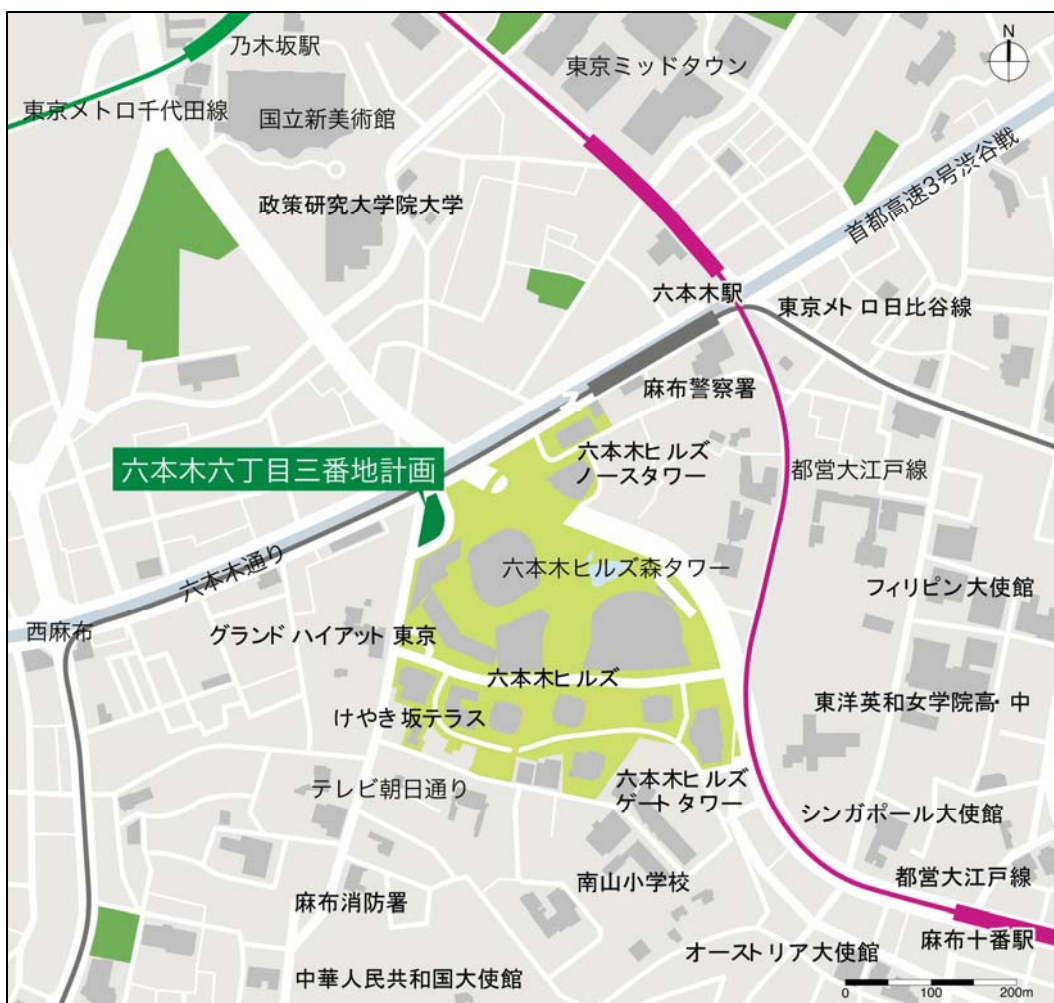 N
乃木坂駅
東京ミッドタウン
東京メトロ千代田線
国立新美術館
首都高速3号渋谷戦
政策研究大学院大学
六本木駅
東京メトロ日比谷線
麻布警察署
六本木ヒルズ
ノースタワー
六本木六丁目三番地計画
都営大江戸線
六本木通り
六本木ヒルズ森タワー
フィリピン大使館
西麻布
グランド ハイアット 東京
六本木ヒルズ
けやき坂テラス
東洋英和女学院高・中
テレビ朝日通り
六本木ヒルズ
ゲートタワー
シンガポール大使館
南山小学校
都営大江戸線
麻布消防署
オーストリア大使館
麻布十番駅
中華人民共和国大使館
0 100 200m